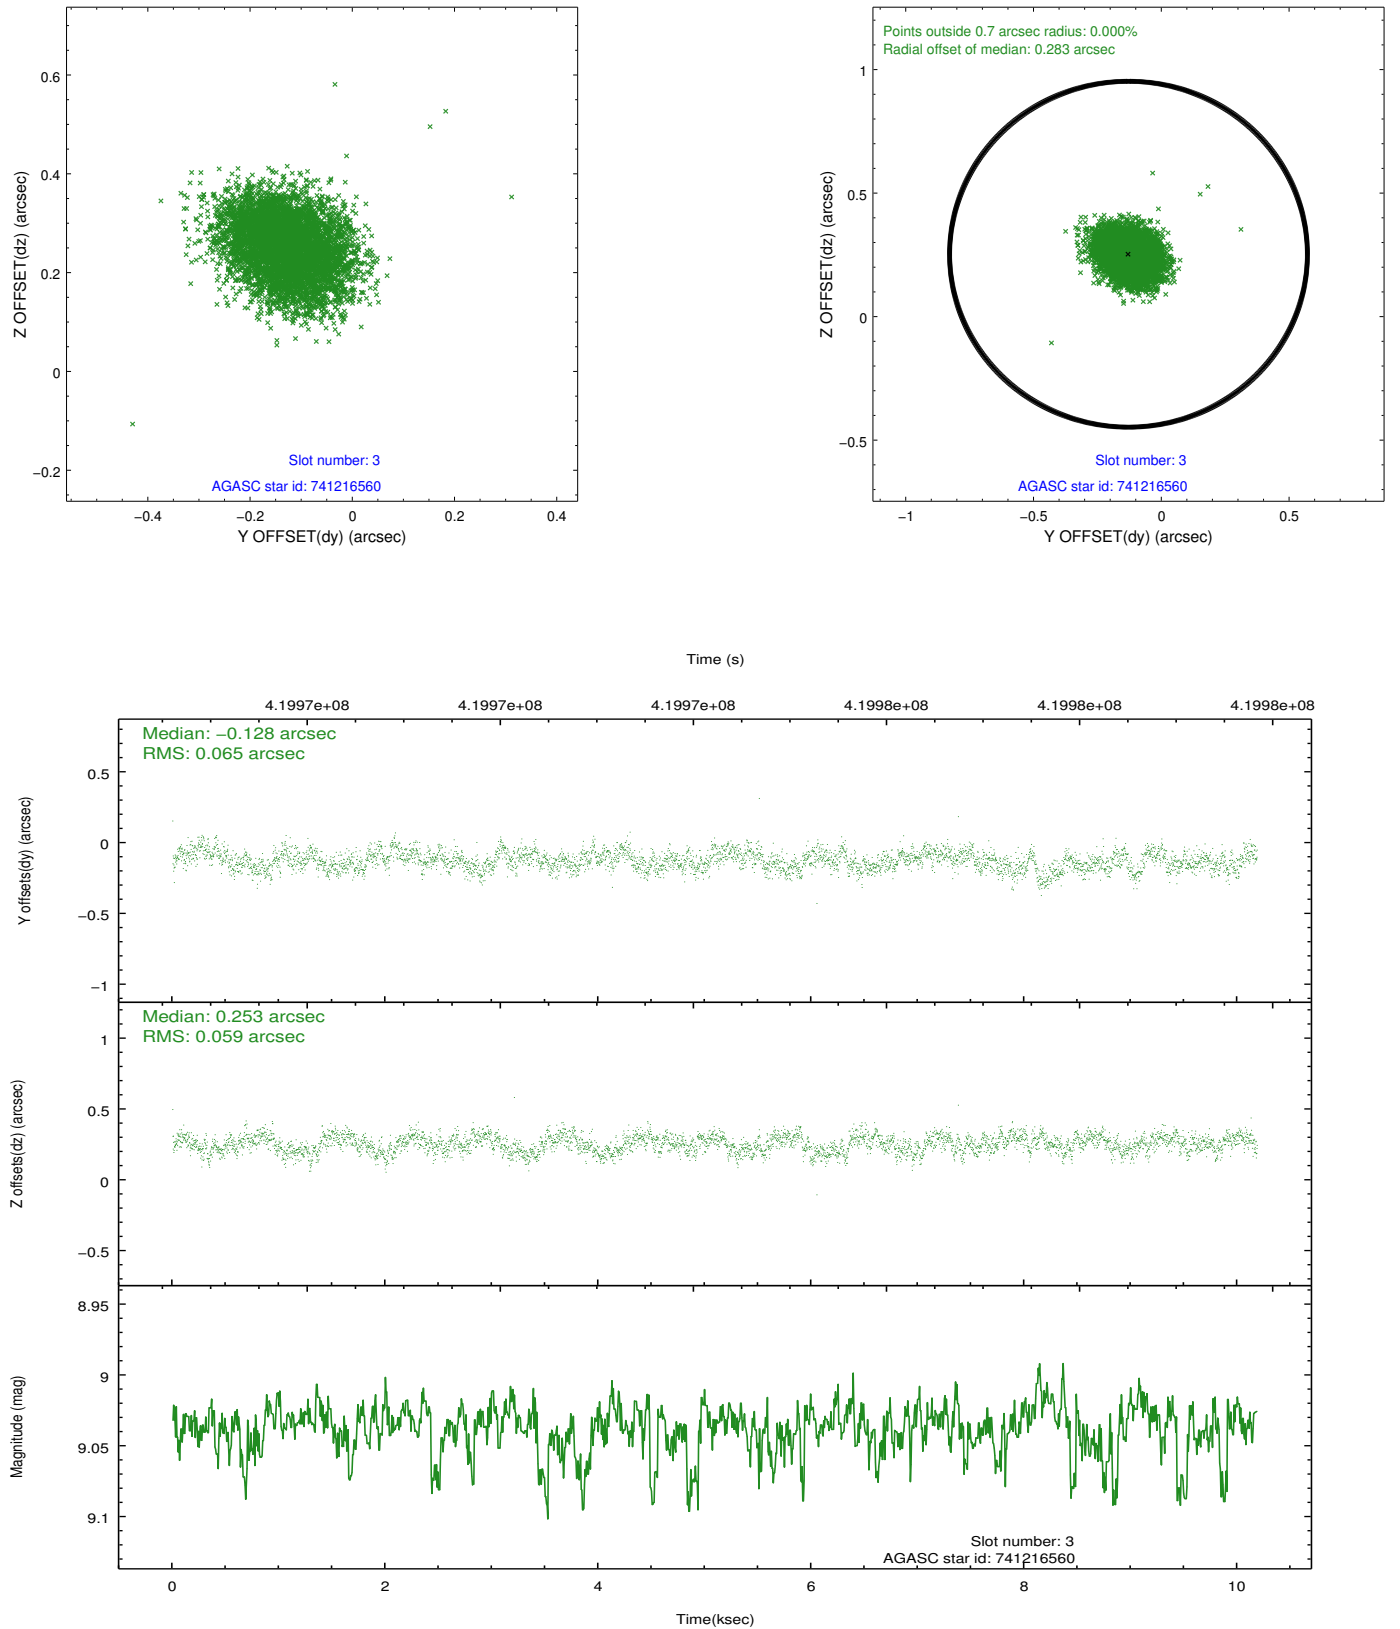 0.6
0.4
0.2
0
−0.2
Z OFFSET(dz) (arcsec)
Slot number: 3
AGASC star id: 741216560
−0.4 −0.2 0 0.2 0.4
Y OFFSET(dy) (arcsec)
Points outside 0.7 arcsec radius: 0.000%
Radial offset of median: 0.283 arcsec
1
0.5
0
−0.5
Z OFFSET(dz) (arcsec)
Slot number: 3
AGASC star id: 741216560
−1 −0.5 0 0.5
Y OFFSET(dy) (arcsec)
Time (s)
4.1997e+08 4.1997e+08 4.1997e+08 4.1998e+08 4.1998e+08 4.1998e+08
Median: −0.128 arcsec
RMS: 0.065 arcsec
0.5
0
−0.5
−1
Y offsets(dy) (arcsec)
Median: 0.253 arcsec
RMS: 0.059 arcsec
1
0.5
0
−0.5
Z offsets(dz) (arcsec)
8.95
9
9.05
9.1
Magnitude (mag)
Slot number: 3
AGASC star id: 741216560
0 2 4 6 8 10
Time(ksec)